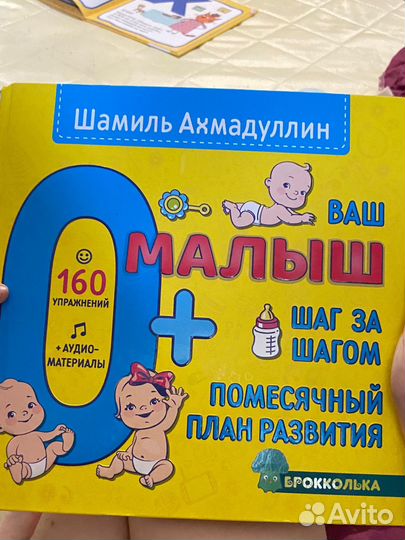 Шамиль Ахмадуллин
ВАШ
МАЛЫШ
0+
160
УПРАЖНЕНИЙ
+ АУДИО-
МАТЕРИАЛЫ
ШАГ ЗА
ШАГОМ
ПОМЕСЯЧНЫЙ
ПЛАН РАЗВИТИЯ
БРОККОЛЬКА
Avito